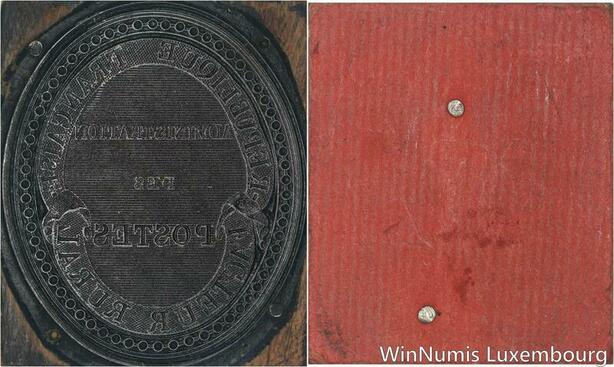 REPUBLIQUE FRANÇAISE
ADMINISTRATION
DES
POSTES
FACTEUR RURAL
WinNumis Luxembourg